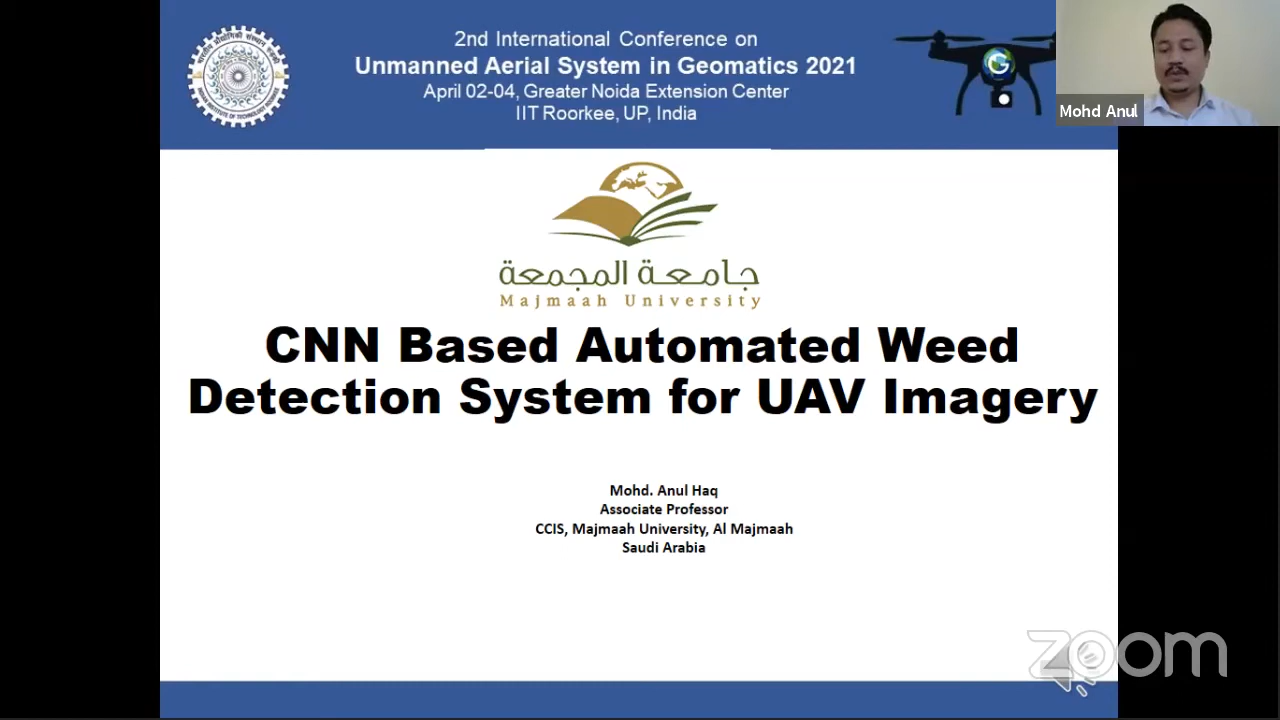 2nd International Conference on
Unmanned Aerial System in Geomatics 2021
April 02-04, Greater Noida Extension Center
IIT Roorkee, UP, India
Mohd Anul
جامعة المجمعة
Majmaah University
CNN Based Automated Weed
Detection System for UAV Imagery
Mohd. Anul Haq
Associate Professor
CCIS, Majmaah University, Al Majmaah
Saudi Arabia
zoom